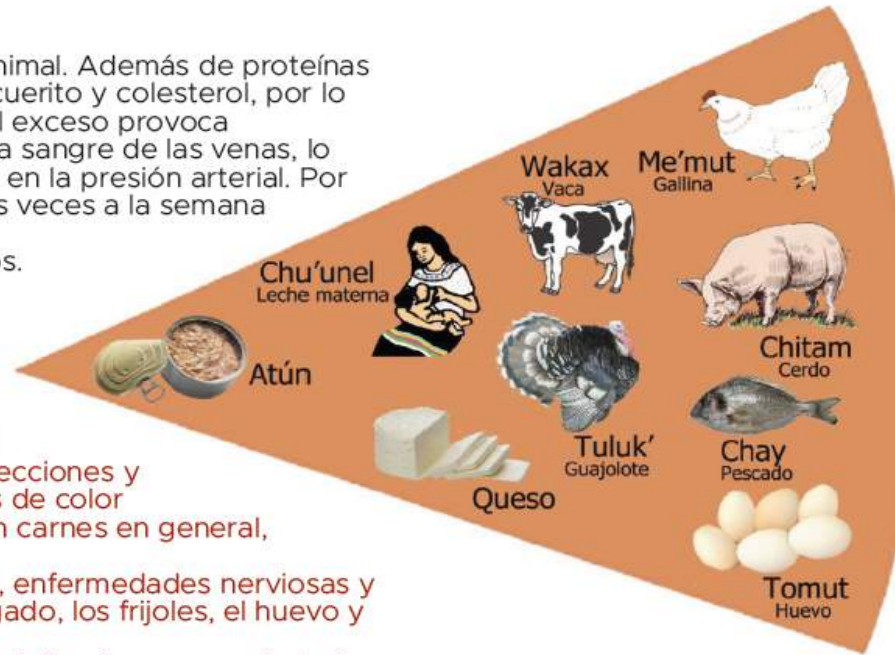 nimal. Además de proteínas
cuerito y colesterol, por lo
l exceso provoca
a sangre de las venas, lo
en la presión arterial. Por
s veces a la semana
os.
Wakax
Vaca
Me'mut
Gallina
Chu'unel
Leche materna
Chitam
Cerdo
Atún
Tuluk'
Guajolote
Chay
Pescado
Queso
Tomut
Huevo
ecciones y
s de color
n carnes en general,
, enfermedades nerviosas y
gado, los frijoles, el huevo y